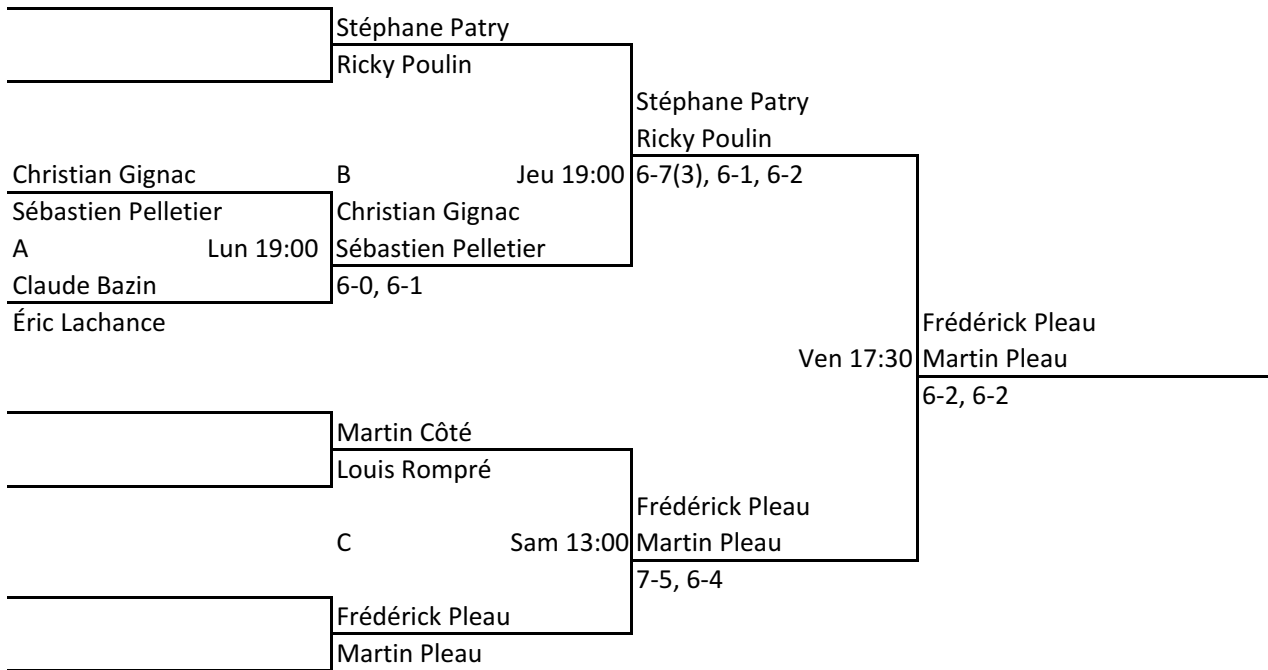 Stéphane Patry
Ricky Poulin
Stéphane Patry
Ricky Poulin
Christian Gignac B Jeu 19:00 6-7(3), 6-1, 6-2
Sébastien Pelletier Christian Gignac
A Lun 19:00 Sébastien Pelletier
Claude Bazin 6-0, 6-1
Éric Lachance Frédérick Pleau
Ven 17:30 Martin Pleau
6-2, 6-2
Martin Côté
Louis Rompré
Frédérick Pleau
C Sam 13:00 Martin Pleau
7-5, 6-4
Frédérick Pleau
Martin Pleau